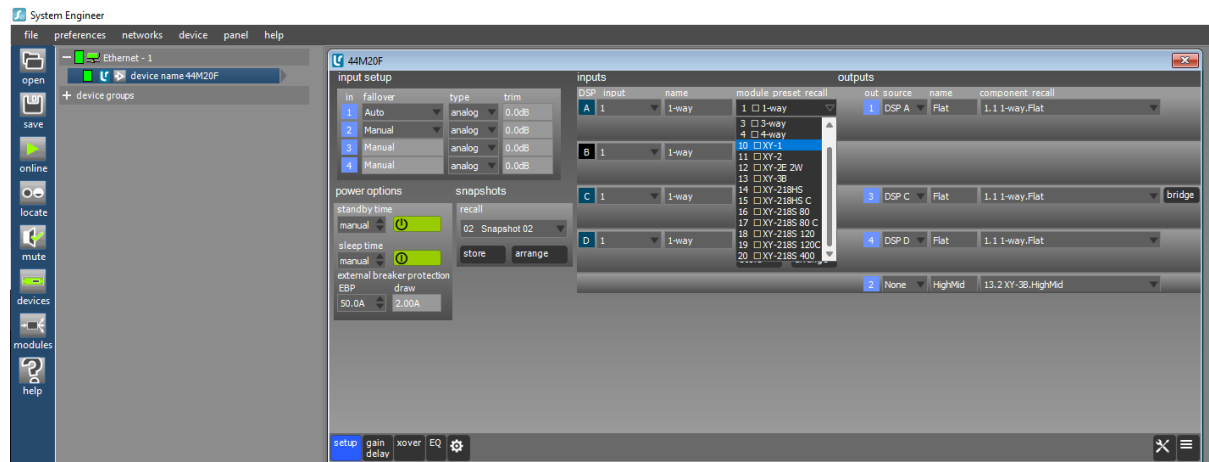 System Engineer
file preferences networks device panel help
open
save
online
locate
mute
devices
modules
help
Ethernet - 1
device name 44M20F
device groups
44M20F
input setup
in fallover type trim
1 Auto analog 0.0dB
2 Manual analog 0.0dB
3 Manual analog 0.0dB
4 Manual analog 0.0dB
power options
standby time
manual
sleep time
manual
external breaker protection
EBP draw
50.0A 2.00A
snapshots
recall
02 Snapshot 02
store arrange
inputs
DSP input name module preset recall
A 1 1-way 1 1-way
B 1 1-way
C 1 1-way
D 1 1-way
3 3-way
4 4-way
10 XY-1
11 XY-2
12 XY-2E 2W
13 XY-3B
14 XY-218HS
15 XY-218HS C
16 XY-218S 80
17 XY-218S 80 C
18 XY-218S 120
19 XY-218S 120C
20 XY-218S 400
outputs
out source name component recall
1 DSP A Flat 1.1 1-way.Flat
3 DSP C Flat 1.1 1-way.Flat bridge
4 DSP D Flat 1.1 1-way.Flat
2 None HighMid 13.2 XY-3B.HighMid
setup gain delay xover EQ